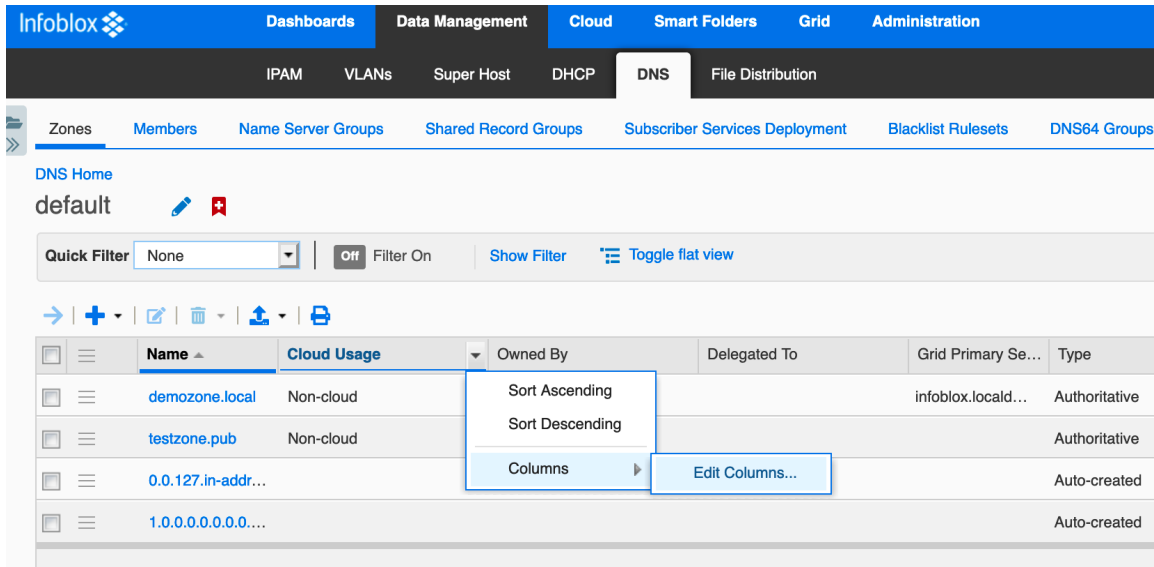 Infoblox Dashboards Data Management Cloud Smart Folders Grid Administration
IPAM VLANs Super Host DHCP DNS File Distribution
Zones Members Name Server Groups Shared Record Groups Subscriber Services Deployment Blacklist Rulesets DNS64 Groups
DNS Home
default
Quick Filter None Off Filter On Show Filter Toggle flat view
Name Cloud Usage Owned By Delegated To Grid Primary Se... Type
demozone.local Non-cloud Sort Ascending infoblox.locald... Authoritative
testzone.pub Non-cloud Sort Descending Authoritative
Columns Edit Columns...
0.0.127.in-addr... Auto-created
1.0.0.0.0.0.0.... Auto-created